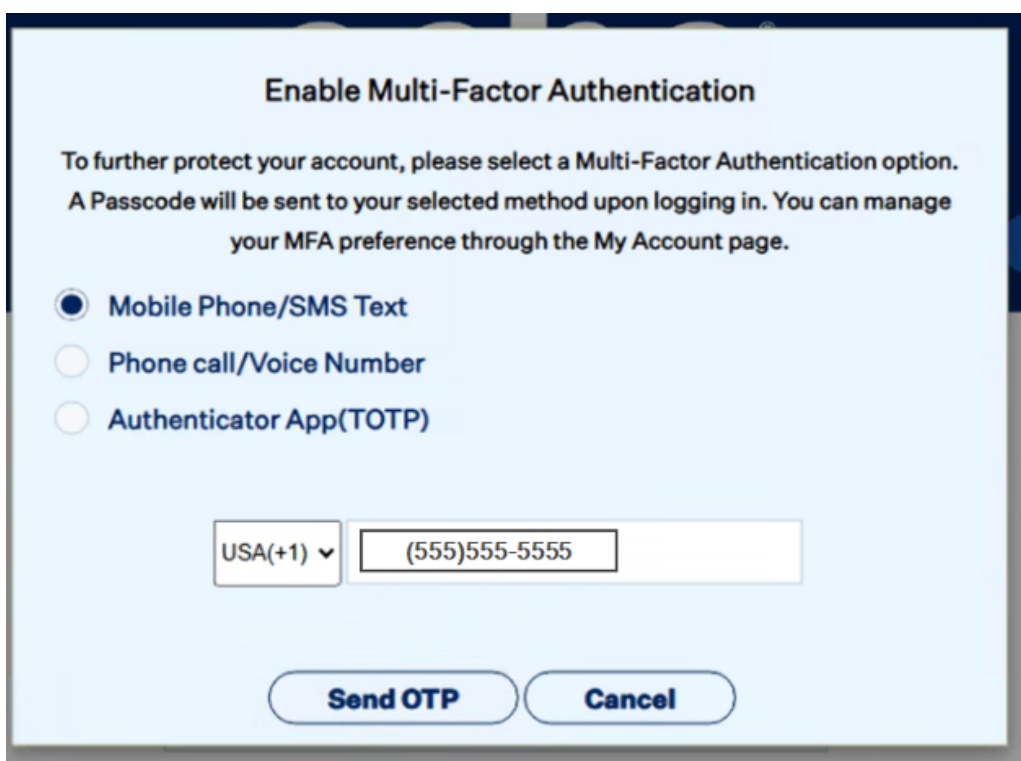 Enable Multi-Factor Authentication
To further protect your account, please select a Multi-Factor Authentication option.
A Passcode will be sent to your selected method upon logging in. You can manage
your MFA preference through the My Account page.
Mobile Phone/SMS Text
Phone call/Voice Number
Authenticator App(TOTP)
USA(+1) (555)555-5555
Send OTP Cancel